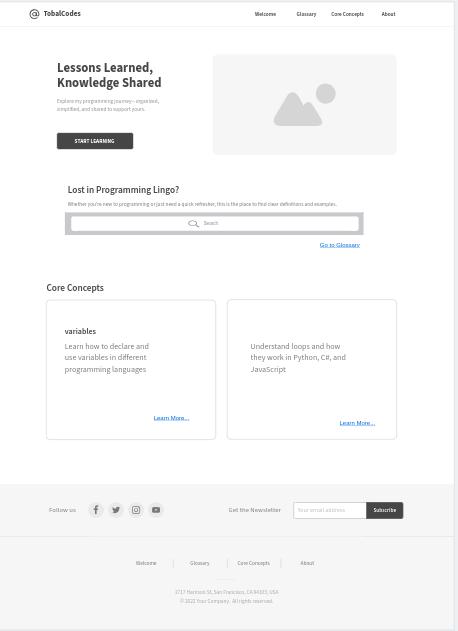 @ TobalCodes
Welcome Glossary Core Concepts About
Lessons Learned,
Knowledge Shared
Explore my programming journey—organized,
simplified, and shared to support yours.
START LEARNING
Lost in Programming Lingo?
Whether you're new to programming or just need a quick refresher, this is the place to find clear definitions and examples.
Search
Go to Glossary
Core Concepts
variables
Learn how to declare and
use variables in different
programming languages
Learn More...
Understand loops and how
they work in Python, C#, and
JavaScript
Learn More...
Follow us
Get the Newsletter
Your email address
Subscribe
Welcome Glossary Core Concepts About
3717 Harrison St, San Francisco, CA 94103, USA
© 2022 Your Company. All rights reserved.